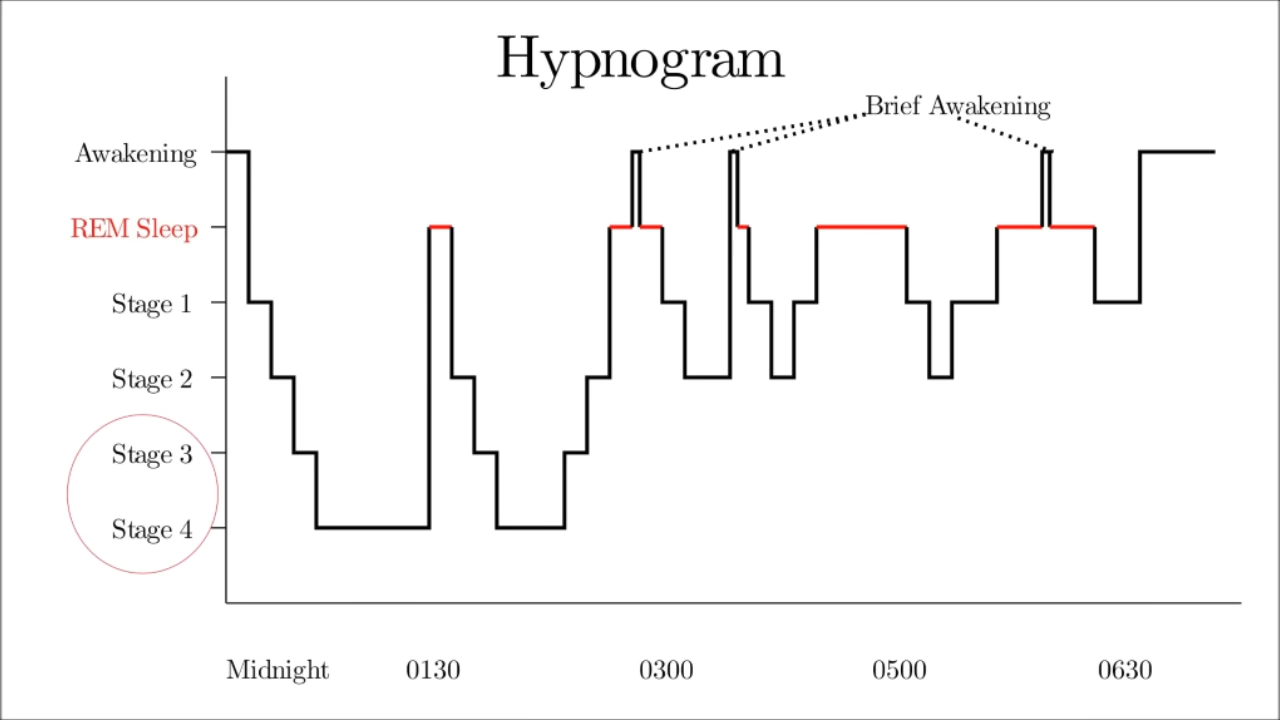 Hypnogram
Brief Awakening
Awakening
REM Sleep
Stage 1
Stage 2
Stage 3
Stage 4
Midnight 0130 0300 0500 0630